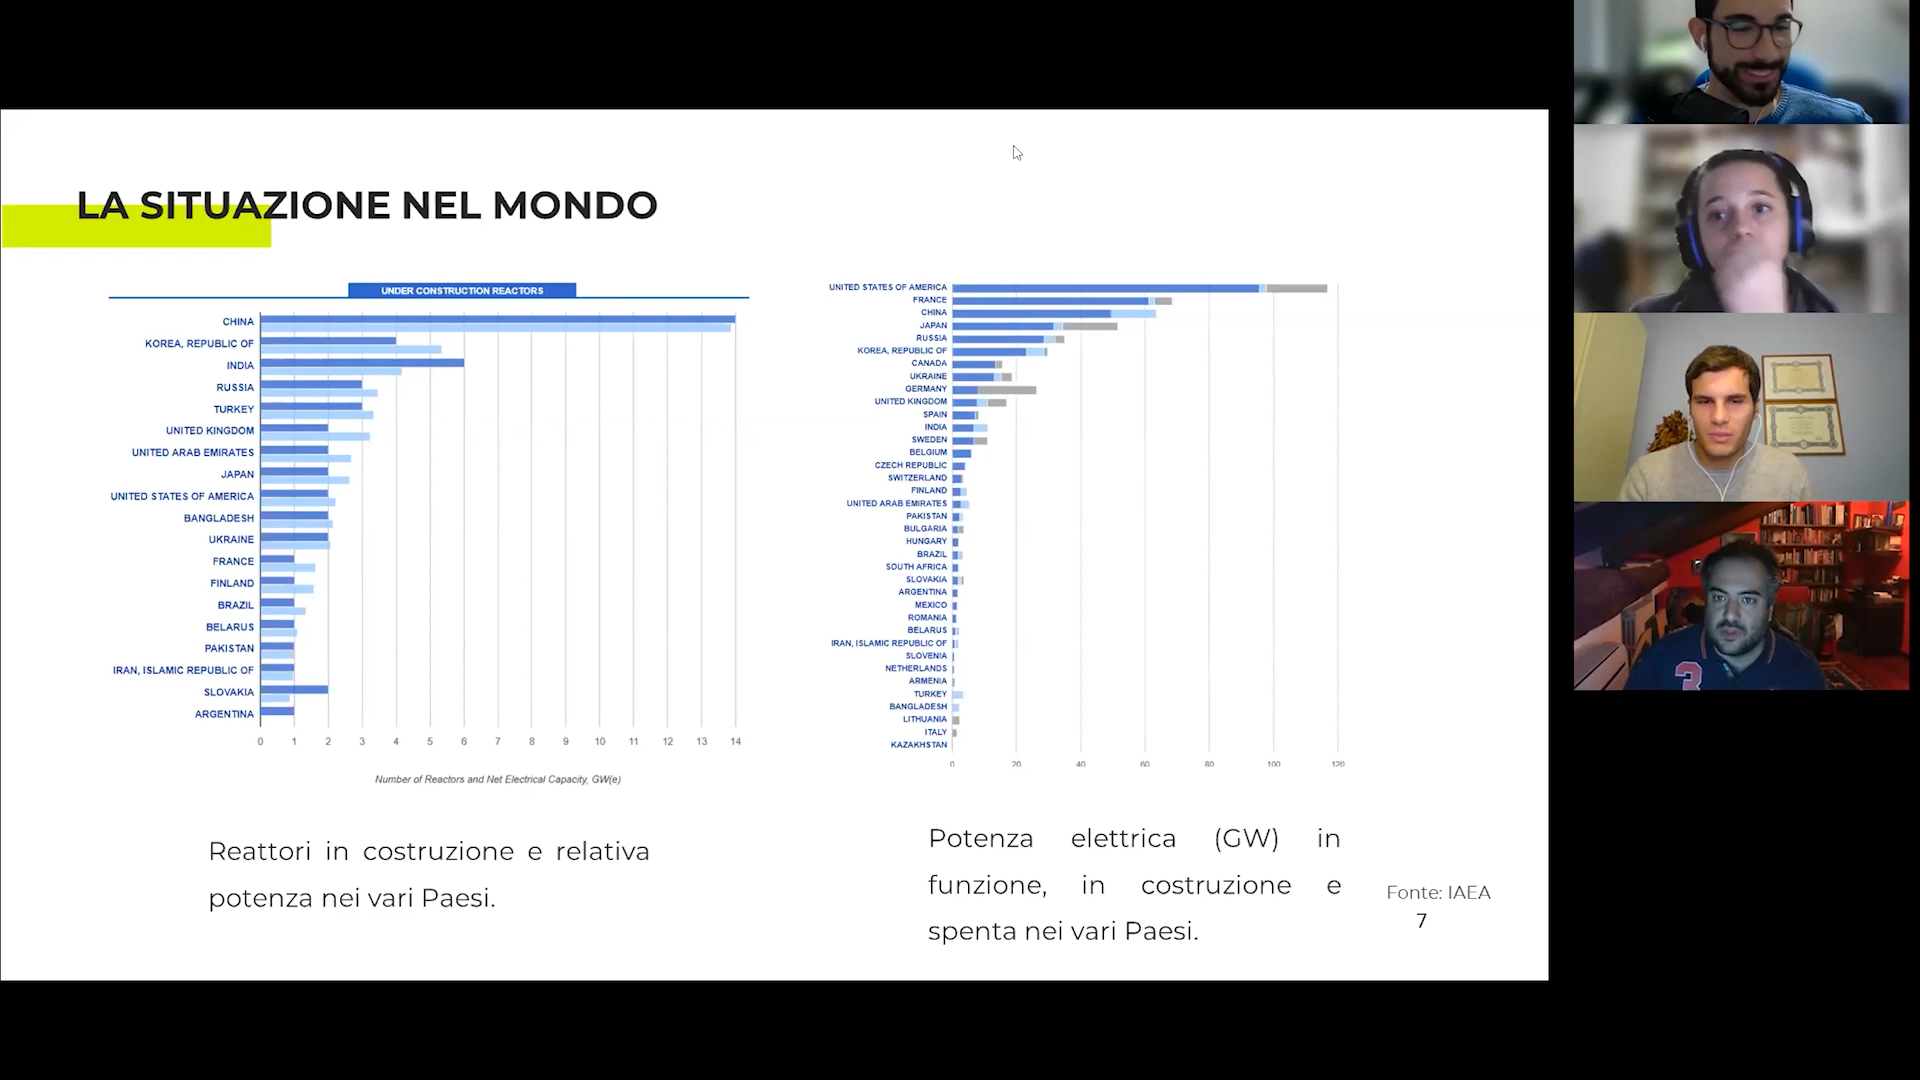 LA SITUAZIONE NEL MONDO
UNDER CONSTRUCTION REACTORS
CHINA
KOREA, REPUBLIC OF
INDIA
RUSSIA
TURKEY
UNITED KINGDOM
UNITED ARAB EMIRATES
JAPAN
UNITED STATES OF AMERICA
BANGLADESH
UKRAINE
FRANCE
FINLAND
BRAZIL
BELARUS
PAKISTAN
IRAN, ISLAMIC REPUBLIC OF
SLOVAKIA
ARGENTINA
0 1 2 3 4 5 6 7 8 9 10 11 12 13 14
Number of Reactors and Net Electrical Capacity, GW(e)
Reattori in costruzione e relativa
potenza nei vari Paesi.
UNITED STATES OF AMERICA
FRANCE
CHINA
JAPAN
RUSSIA
KOREA, REPUBLIC OF
CANADA
UKRAINE
GERMANY
UNITED KINGDOM
SPAIN
INDIA
SWEDEN
BELGIUM
CZECH REPUBLIC
SWITZERLAND
FINLAND
UNITED ARAB EMIRATES
PAKISTAN
BULGARIA
HUNGARY
BRAZIL
SOUTH AFRICA
SLOVAKIA
ARGENTINA
MEXICO
ROMANIA
BELARUS
IRAN, ISLAMIC REPUBLIC OF
SLOVENIA
NETHERLANDS
ARMENIA
TURKEY
BANGLADESH
LITHUANIA
ITALY
KAZAKHSTAN
0 20 40 60 80 100 120
Potenza elettrica (GW) in
funzione, in costruzione e
spenta nei vari Paesi.
Fonte: IAEA
7
3